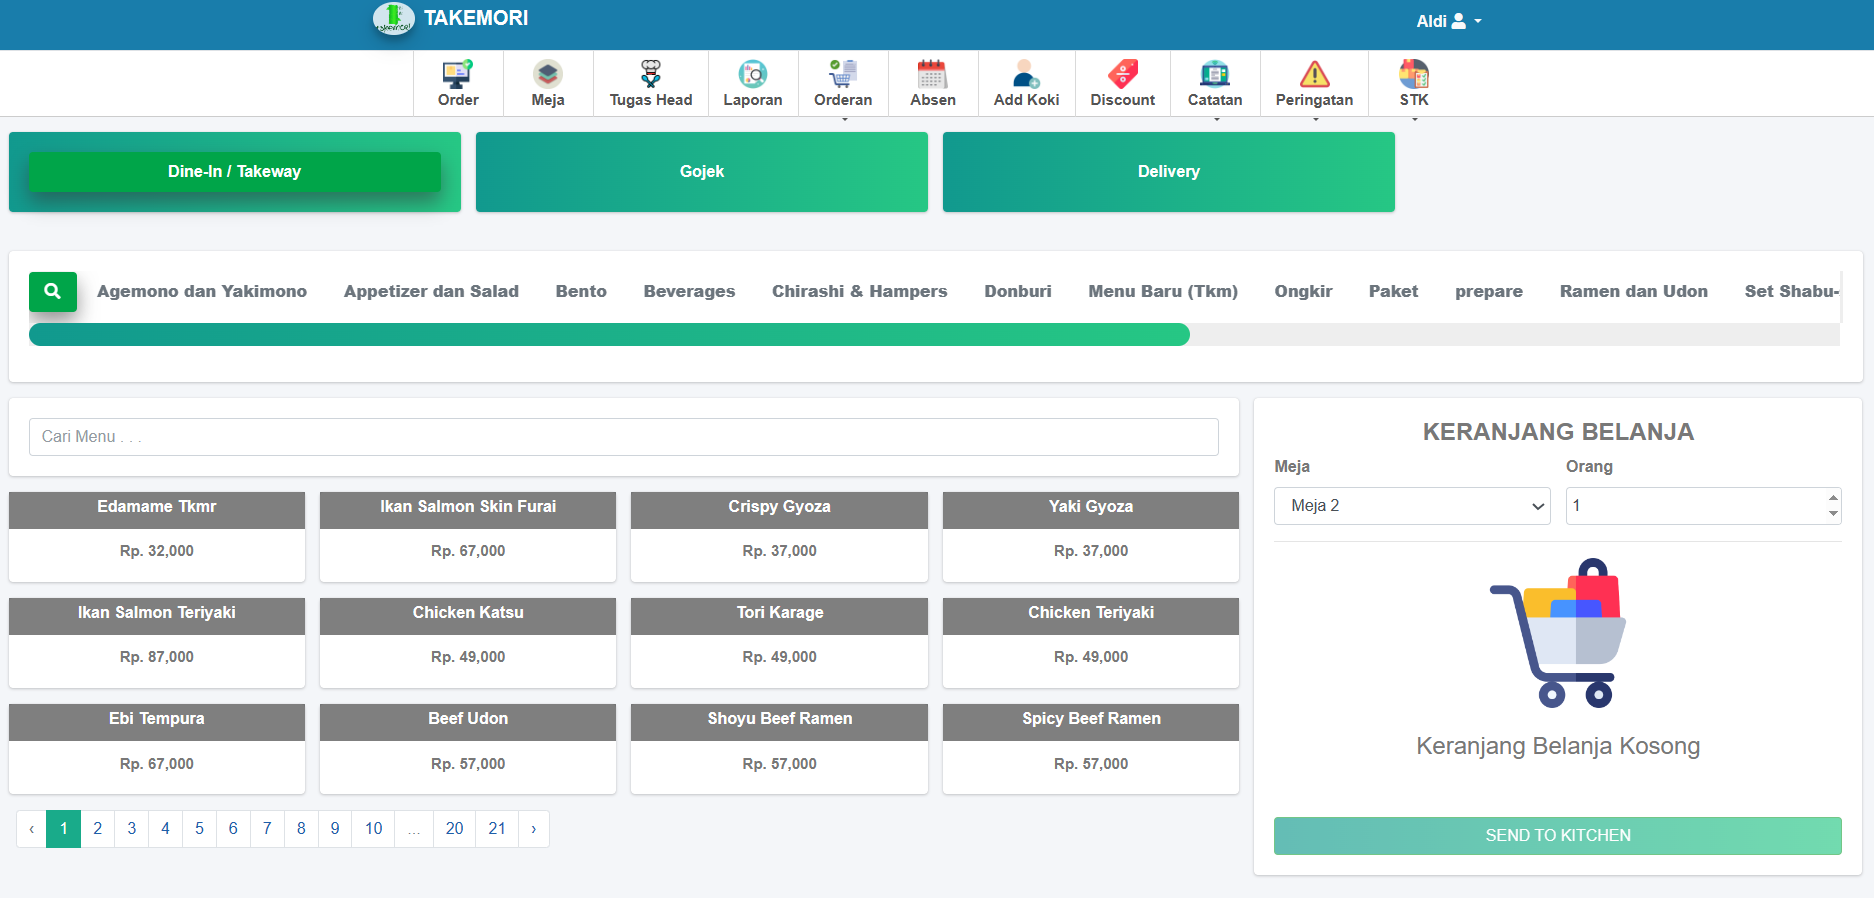 TAKEMORI
Aldi
Order
Meja
Tugas Head
Laporan
Orderan
Absen
Add Koki
Discount
Catatan
Peringatan
STK
Dine-In / Takeway
Gojek
Delivery
Agemono dan Yakimono
Appetizer dan Salad
Bento
Beverages
Chirashi & Hampers
Donburi
Menu Baru (Tkm)
Ongkir
Paket
prepare
Ramen dan Udon
Set Shabu-
Cari Menu . . .
Edamame Tkmr
Rp. 32,000
Ikan Salmon Skin Furai
Rp. 67,000
Crispy Gyoza
Rp. 37,000
Yaki Gyoza
Rp. 37,000
Ikan Salmon Teriyaki
Rp. 87,000
Chicken Katsu
Rp. 49,000
Tori Karage
Rp. 49,000
Chicken Teriyaki
Rp. 49,000
Ebi Tempura
Rp. 67,000
Beef Udon
Rp. 57,000
Shoyu Beef Ramen
Rp. 57,000
Spicy Beef Ramen
Rp. 57,000
‹ 1 2 3 4 5 6 7 8 9 10 ... 20 21 ›
KERANJANG BELANJA
Meja
Orang
Meja 2
1
Keranjang Belanja Kosong
SEND TO KITCHEN